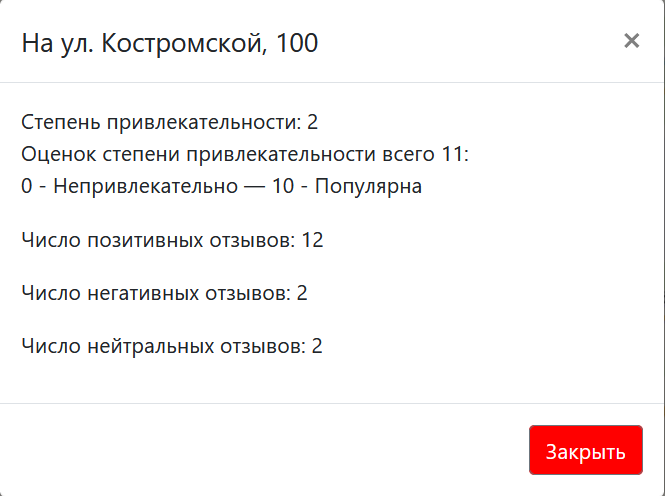 На ул. Костромской, 100 ×
Степень привлекательности: 2
Оценок степени привлекательности всего 11:
0 - Непривлекательно — 10 - Популярна
Число позитивных отзывов: 12
Число негативных отзывов: 2
Число нейтральных отзывов: 2
Закрыть